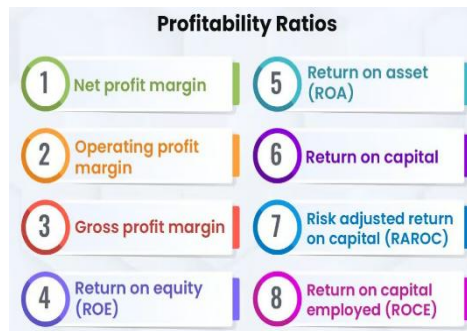 Profitability Ratios
1 Net profit margin
2 Operating profit
margin
3 Gross profit margin
4 Return on equity
(ROE)
5 Return on asset
(ROA)
6 Return on capital
7 Risk adjusted return
on capital (RAROC)
8 Return on capital
employed (ROCE)